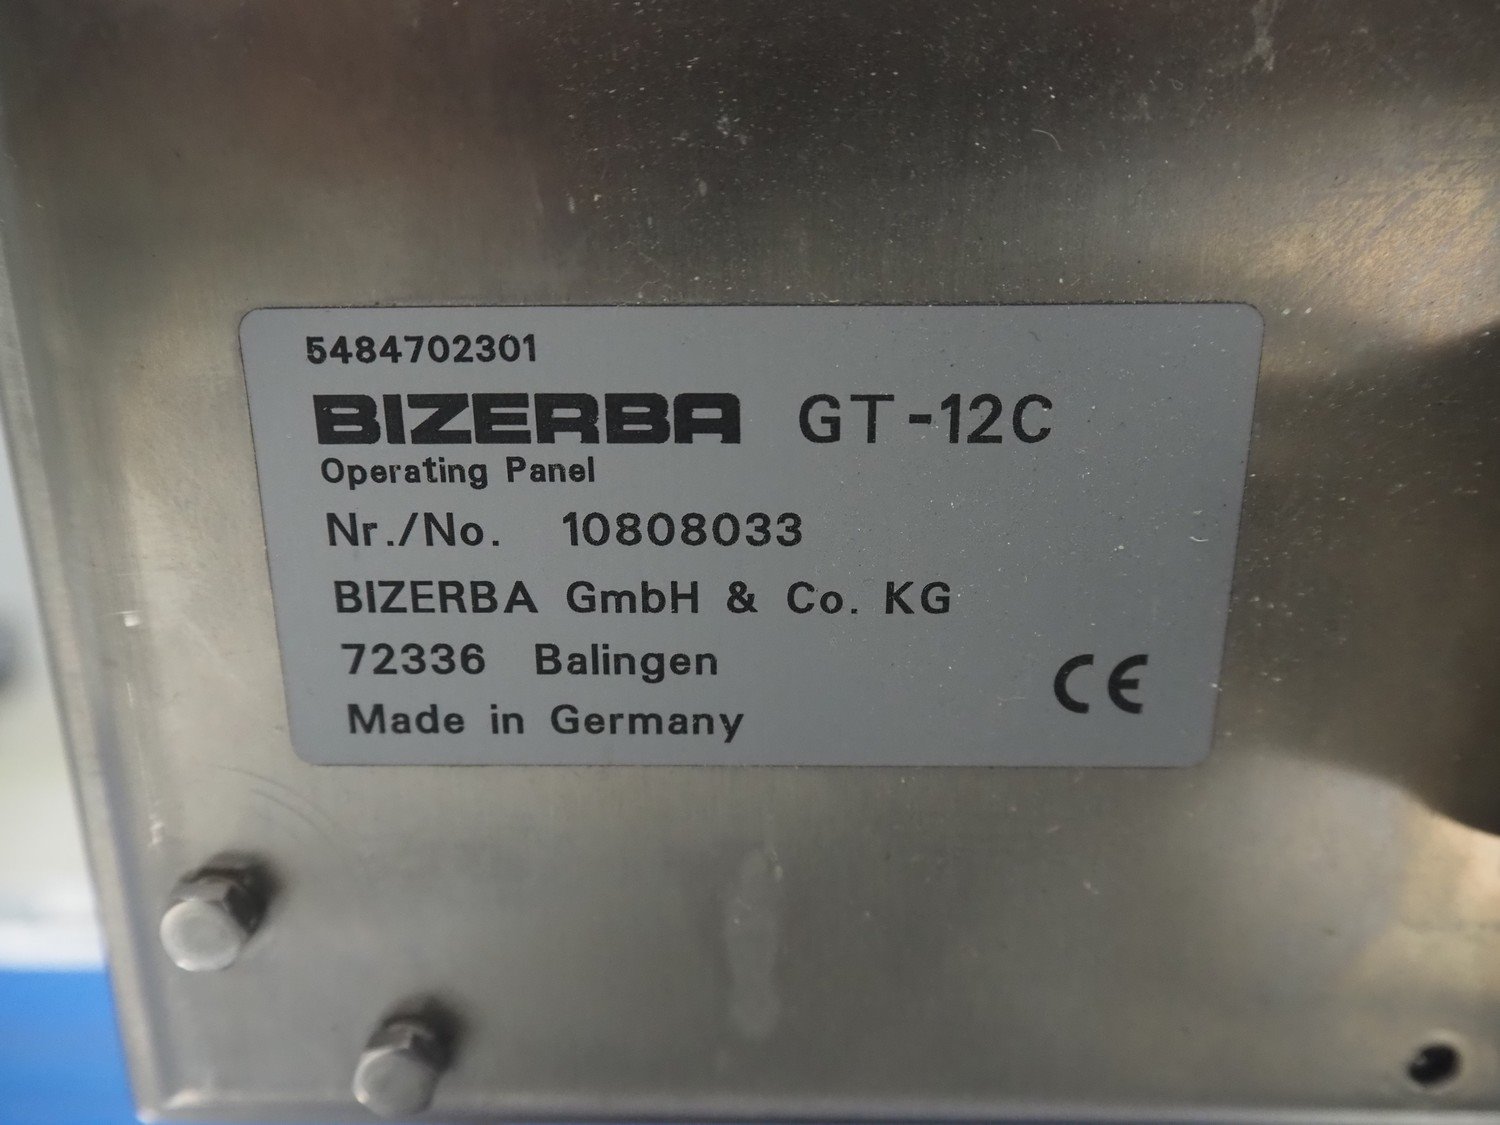 5484702301
BIZERBA GT-12C
Operating Panel
Nr./No. 10808033
BIZERBA GmbH & Co. KG
72336 Balingen
Made in Germany
CE